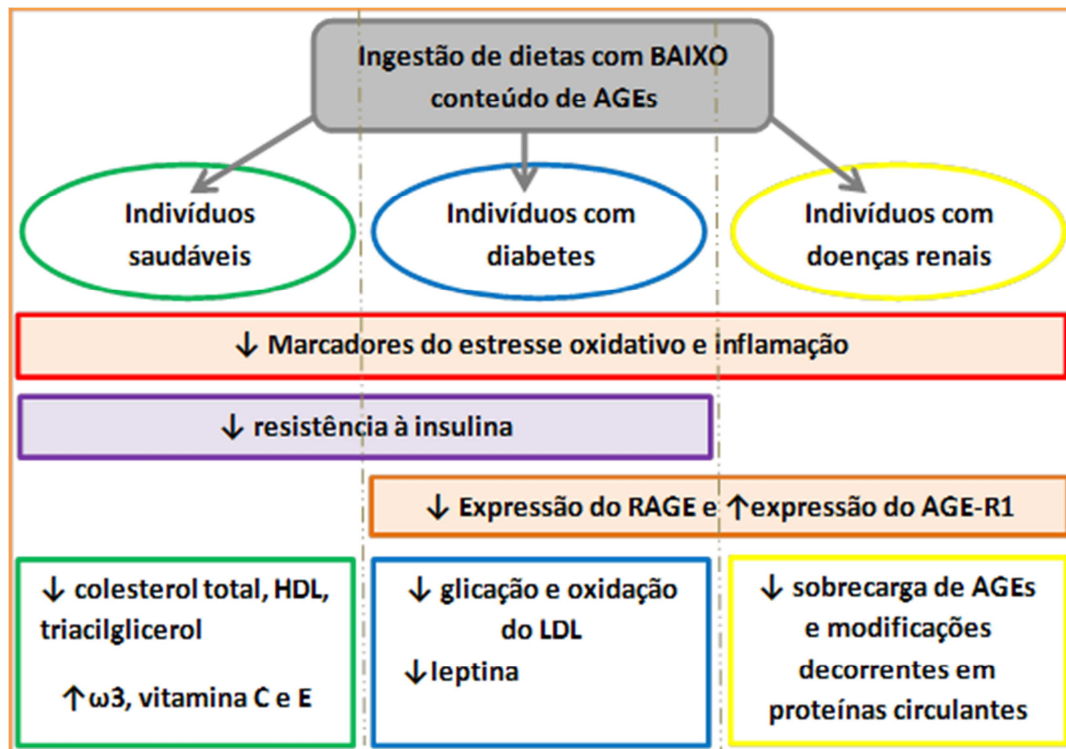 Ingestão de dietas com BAIXO
conteúdo de AGEs
Indivíduos
saudáveis
Indivíduos com
diabetes
Indivíduos com
doenças renais
↓ Marcadores do estresse oxidativo e inflamação
↓ resistência à insulina
↓ Expressão do RAGE e ↑expressão do AGE-R1
↓ colesterol total, HDL,
triacilglicerol
↑ω3, vitamina C e E
↓ glicação e oxidação
do LDL
↓leptina
↓ sobrecarga de AGEs
e modificações
decorrentes em
proteínas circulantes